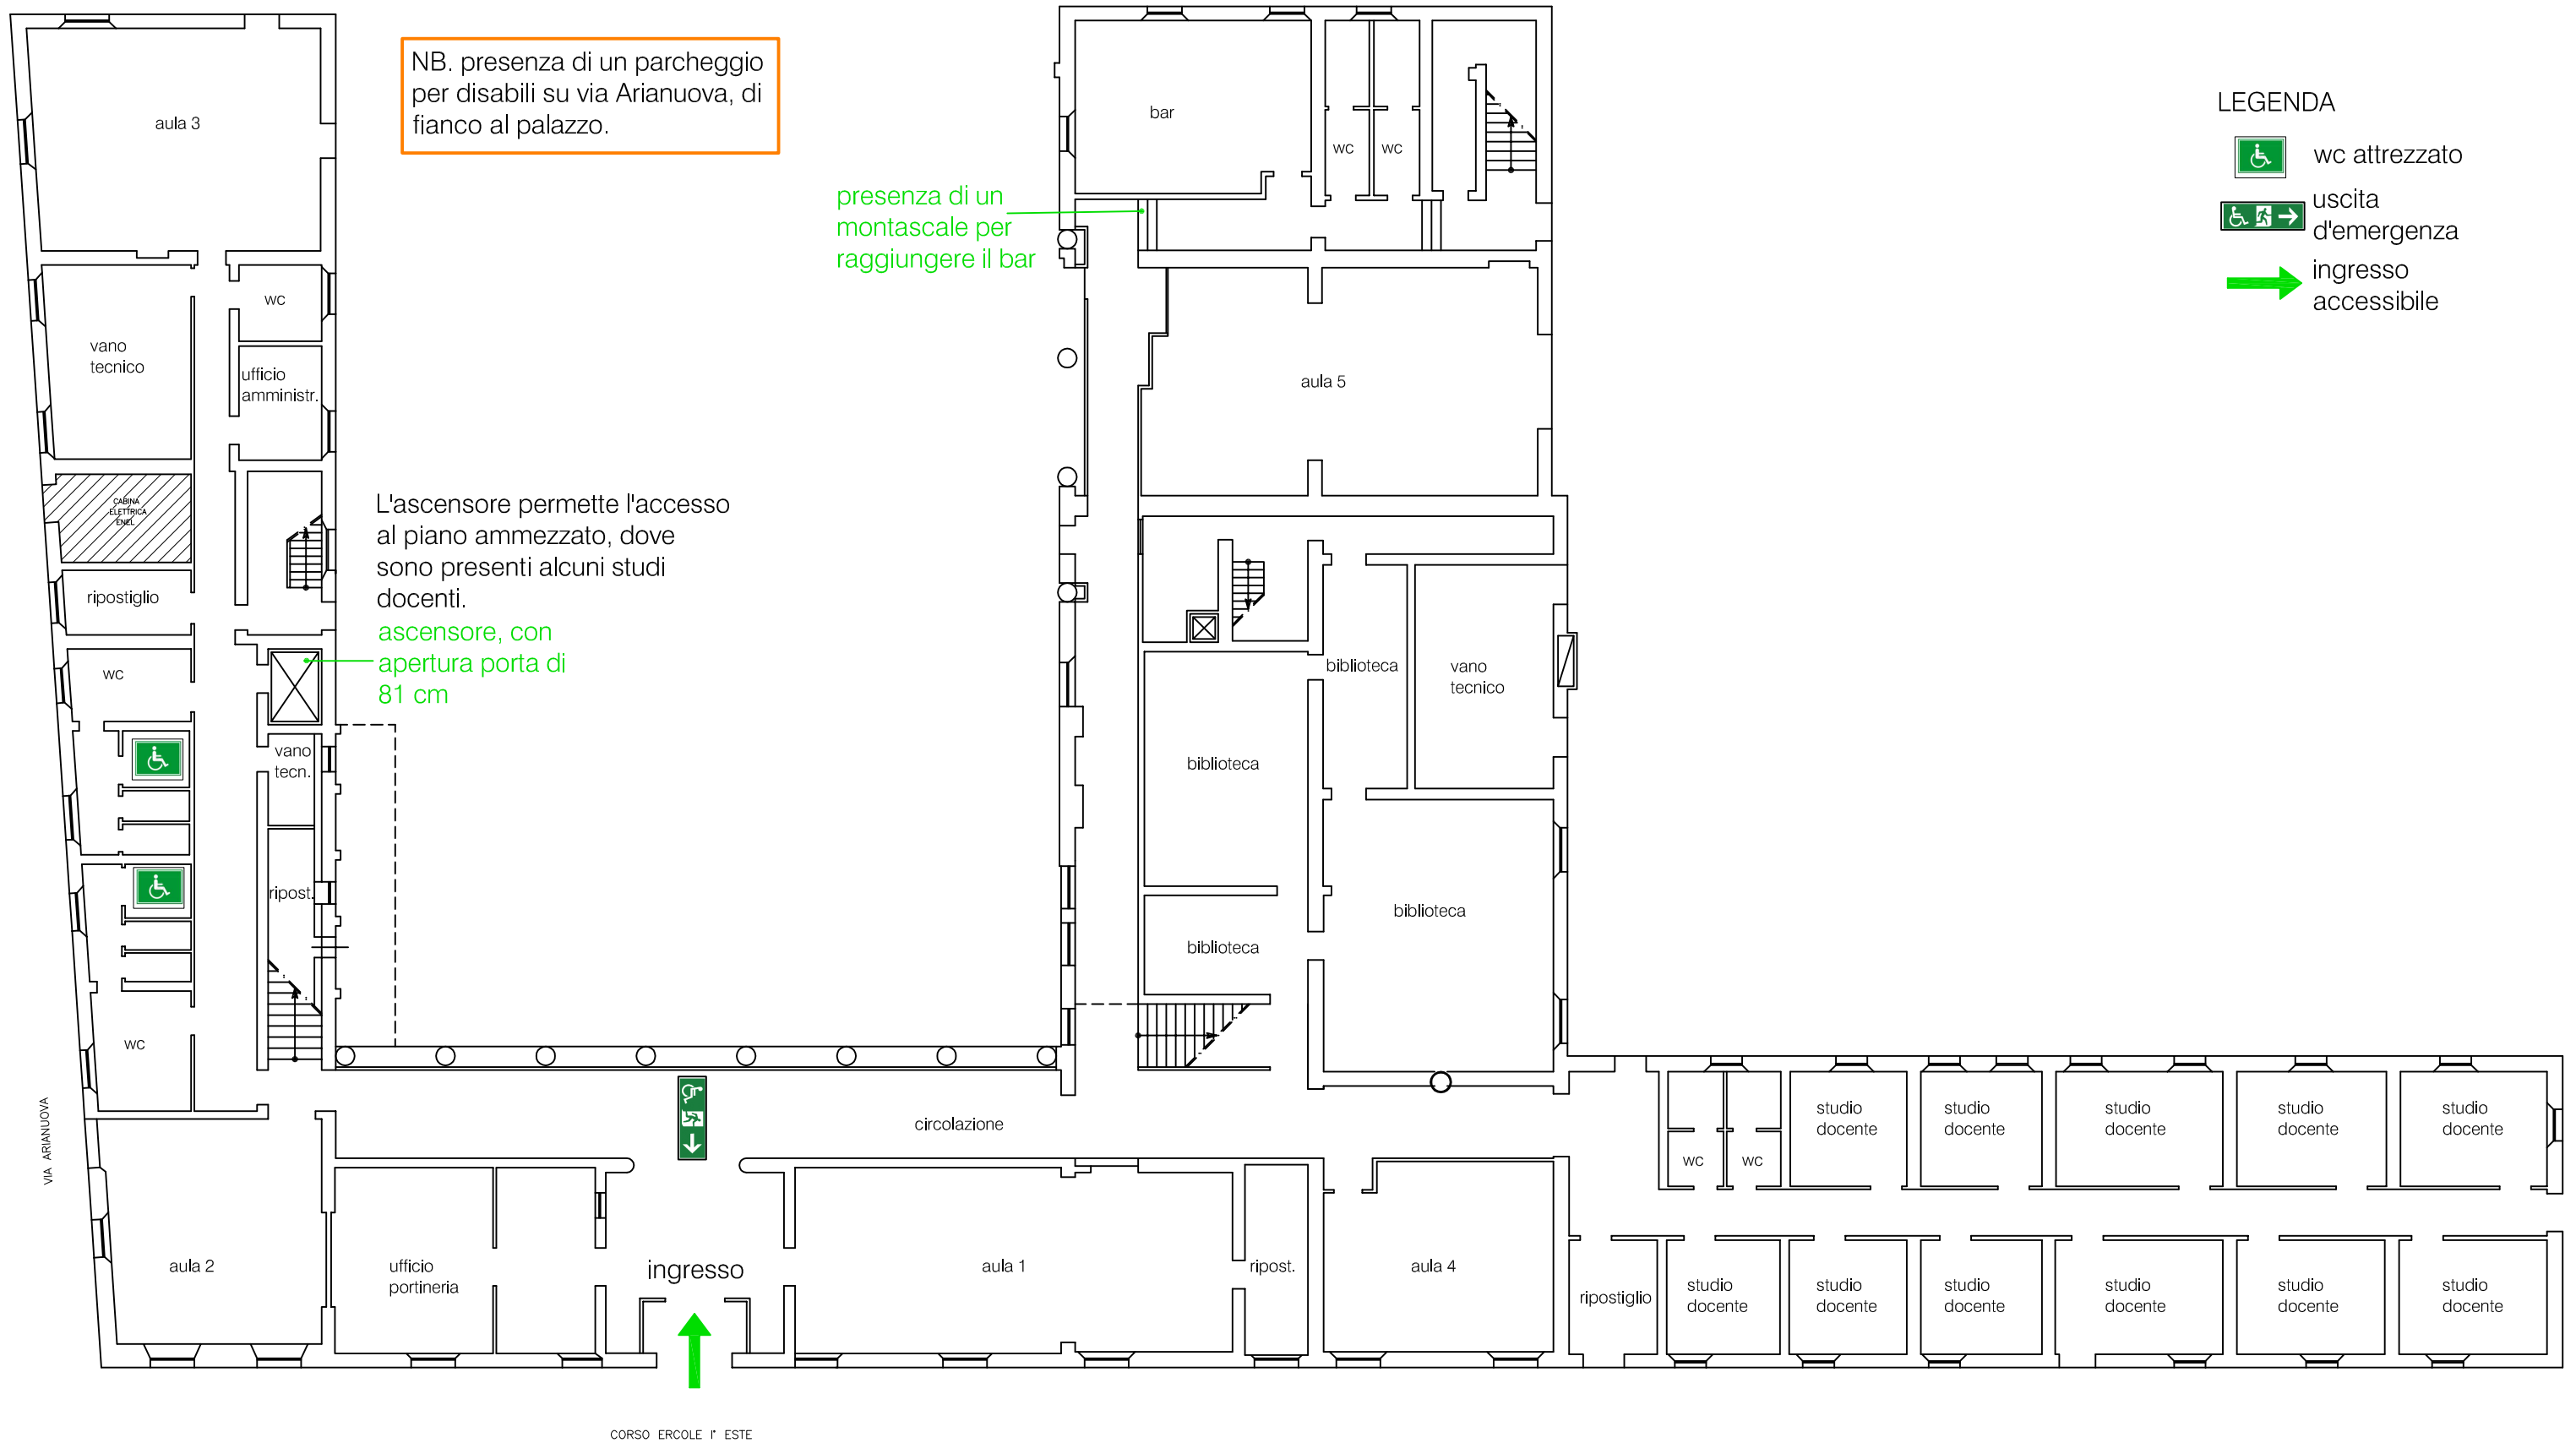 NB. presenza di un parcheggio
per disabili su via Arianuova, di
fianco al palazzo.
LEGENDA
wc attrezzato
uscita
d'emergenza
ingresso
accessibile
aula 3
bar
wc
wc
presenza di un
montascale per
raggiungere il bar
wc
vano
tecnico
ufficio
amministr.
aula 5
CABINA
ELETTRICA
ENEL
L'ascensore permette l'accesso
al piano ammezzato, dove
sono presenti alcuni studi
docenti.
ascensore, con
apertura porta di
81 cm
ripostiglio
wc
vano
tecn.
biblioteca
vano
tecnico
biblioteca
ripost.
biblioteca
biblioteca
wc
circolazione
VIA ARIANUOVA
wc
wc
studio
docente
studio
docente
studio
docente
studio
docente
studio
docente
aula 2
ufficio
portineria
ingresso
aula 1
ripost.
aula 4
ripostiglio
studio
docente
studio
docente
studio
docente
studio
docente
studio
docente
studio
docente
CORSO ERCOLE I° ESTE